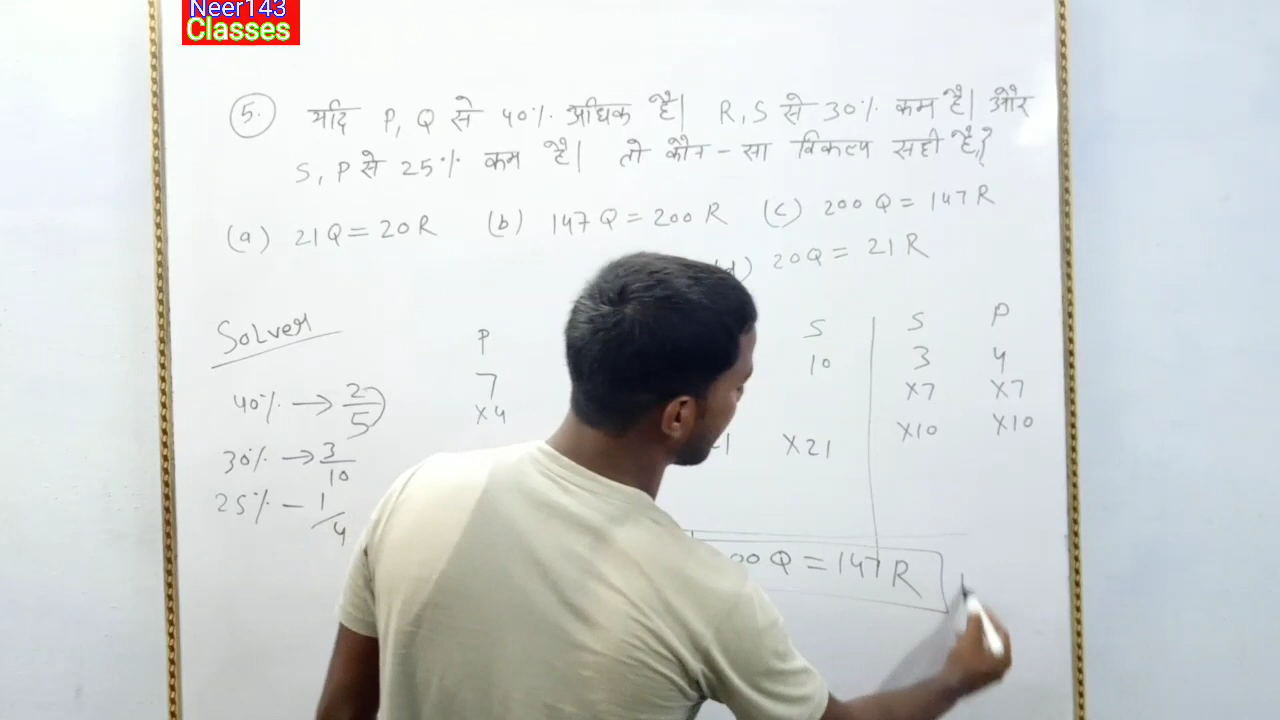 Neer143
Classes
5. यदि P, Q से 40% अधिक है। R, S से 30% कम है। और
S, P से 25% कम है। तो कौन-सा विकल्प सही है?
(a) 21Q = 20R (b) 147Q = 200R (c) 200Q = 147R
(d) 20Q = 21R
Solven
P S S P
40% → 2/5 7 10 3 4
×4 ×7 ×7
30% → 3/10 ×21 ×10 ×10
25% - 1/4
00Q = 147R